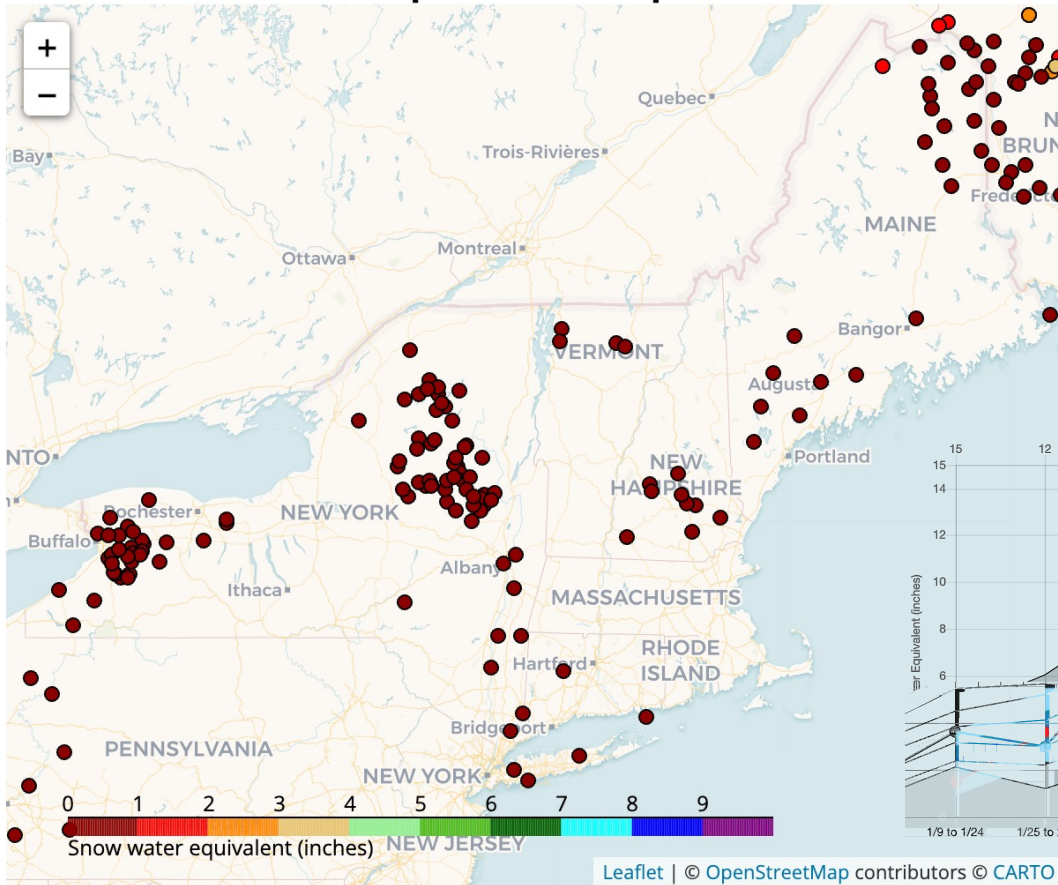 +
−
Quebec
Bay
Trois-Rivières
BRUN
MAINE
Montreal
Ottawa
Bangor
VERMONT
Augusta
NTO
Portland
NEW
HAMPSHIRE
Rochester
NEW YORK
Buffalo
Albany
Ithaca
MASSACHUSETTS
RHODE
ISLAND
Hartford
Bridgeport
PENNSYLVANIA
NEW YORK
NEW JERSEY
0 1 2 3 4 5 6 7 8 9
Snow water equivalent (inches)
15 12
15
14
12
10
8
6
Equivalent (inches)
1/9 to 1/24 1/25 to
Leaflet | © OpenStreetMap contributors © CARTO